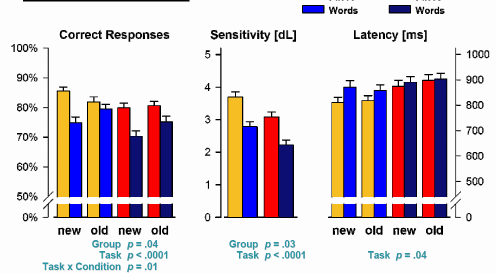 Words Words
Correct Responses Sensitivity [dL] Latency [ms]
100% 5 1000
90% 900
80% 4 800
70% 3 700
60% 2 600
50% 1 500
0% 0 0
new old new old new old new old
Group p = .04 Group p = .03
Task p < .0001 Task p < .0001 Task p = .04
Task x Condition p = .01